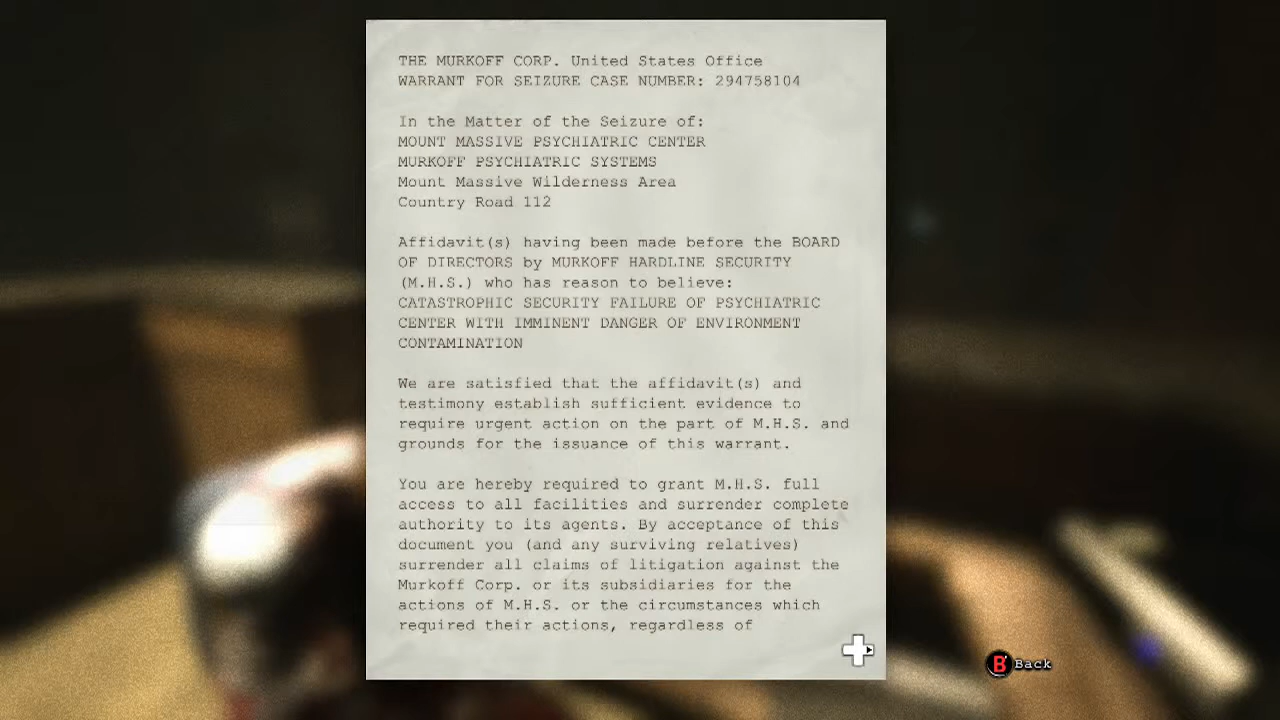 THE MURKOFF CORP. United States Office
WARRANT FOR SEIZURE CASE NUMBER: 294758104
In the Matter of the Seizure of:
MOUNT MASSIVE PSYCHIATRIC CENTER
MURKOFF PSYCHIATRIC SYSTEMS
Mount Massive Wilderness Area
Country Road 112
Affidavit(s) having been made before the BOARD
OF DIRECTORS by MURKOFF HARDLINE SECURITY
(M.H.S.) who has reason to believe:
CATASTROPHIC SECURITY FAILURE OF PSYCHIATRIC
CENTER WITH IMMINENT DANGER OF ENVIRONMENT
CONTAMINATION
We are satisfied that the affidavit(s) and
testimony establish sufficient evidence to
require urgent action on the part of M.H.S. and
grounds for the issuance of this warrant.
You are hereby required to grant M.H.S. full
access to all facilities and surrender complete
authority to its agents. By acceptance of this
document you (and any surviving relatives)
surrender all claims of litigation against the
Murkoff Corp. or its subsidiaries for the
actions of M.H.S. or the circumstances which
required their actions, regardless of
B Back